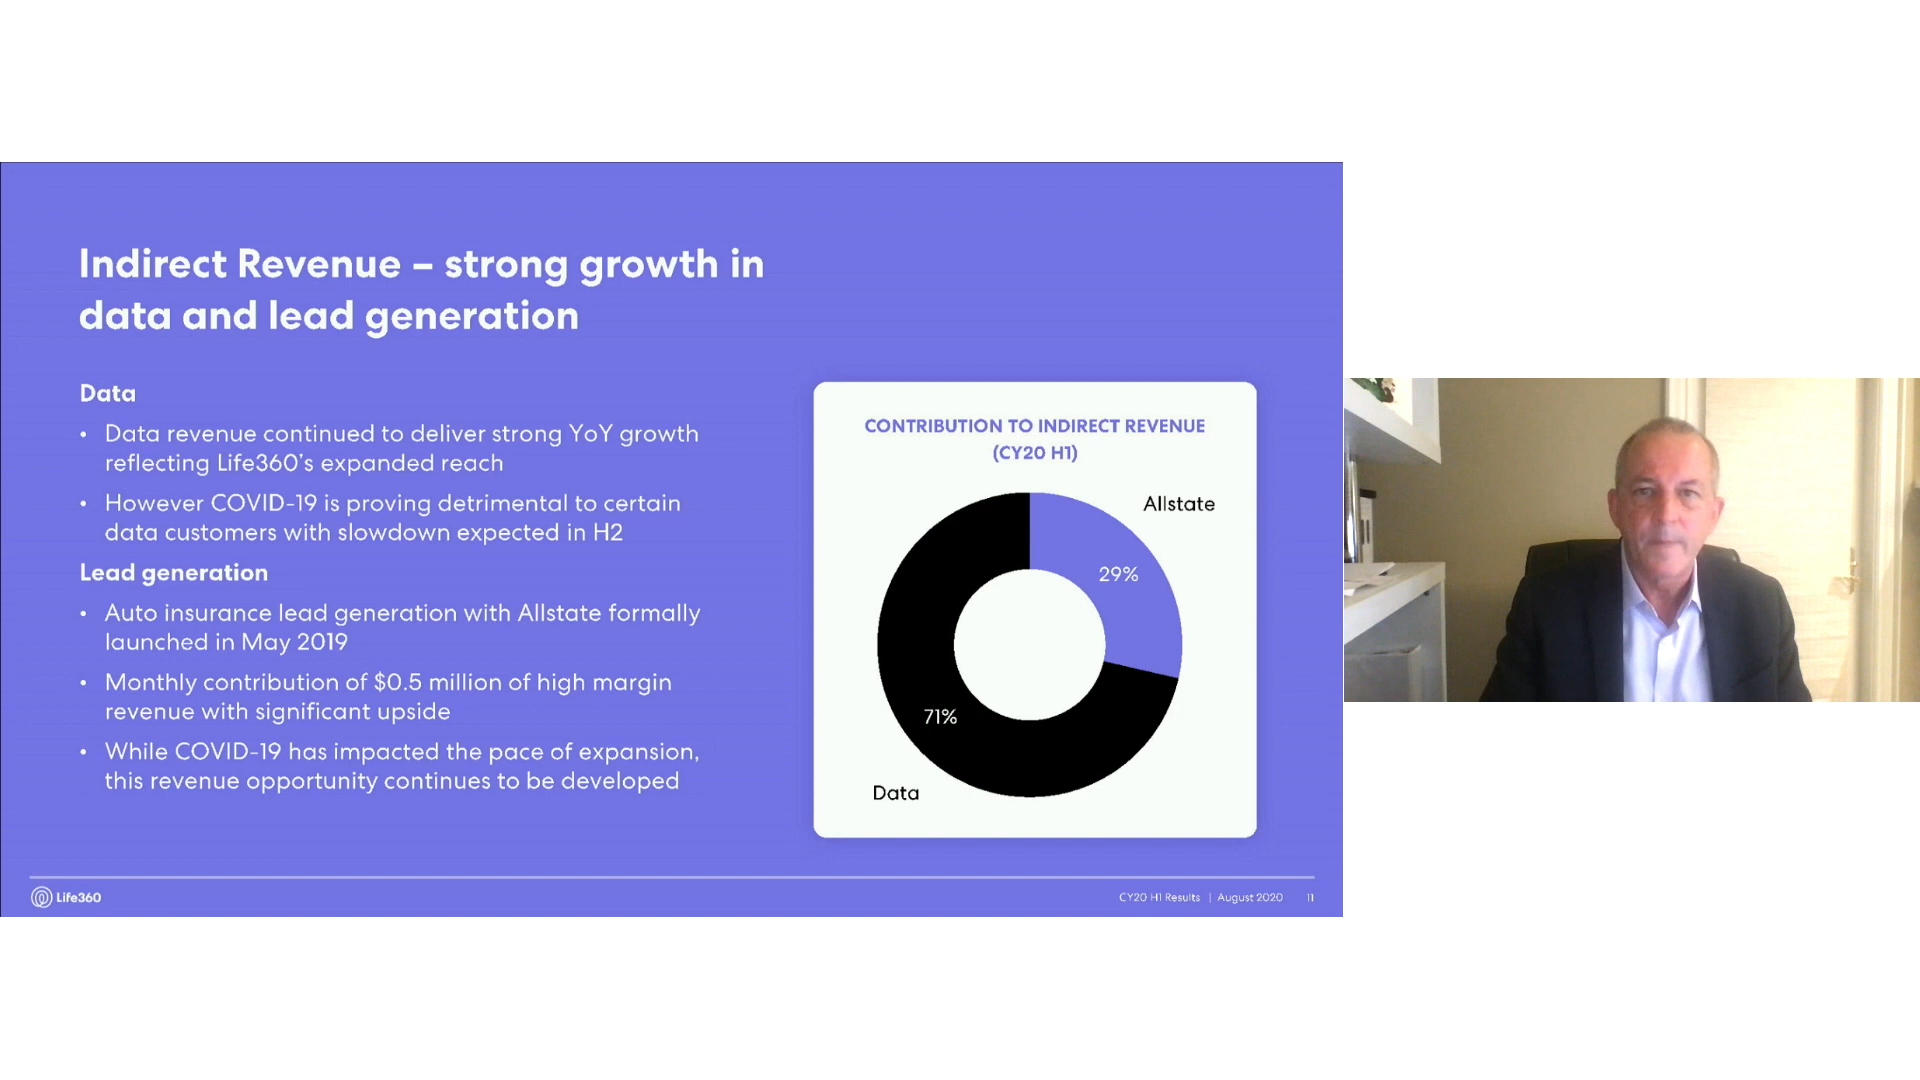 Indirect Revenue – strong growth in
data and lead generation
Data
• Data revenue continued to deliver strong YoY growth
reflecting Life360’s expanded reach
• However COVID-19 is proving detrimental to certain
data customers with slowdown expected in H2
Lead generation
• Auto insurance lead generation with Allstate formally
launched in May 2019
• Monthly contribution of $0.5 million of high margin
revenue with significant upside
• While COVID-19 has impacted the pace of expansion,
this revenue opportunity continues to be developed
CONTRIBUTION TO INDIRECT REVENUE
(CY20 H1)
Allstate
29%
71%
Data
Life360
CY20 H1 Results | August 2020 11